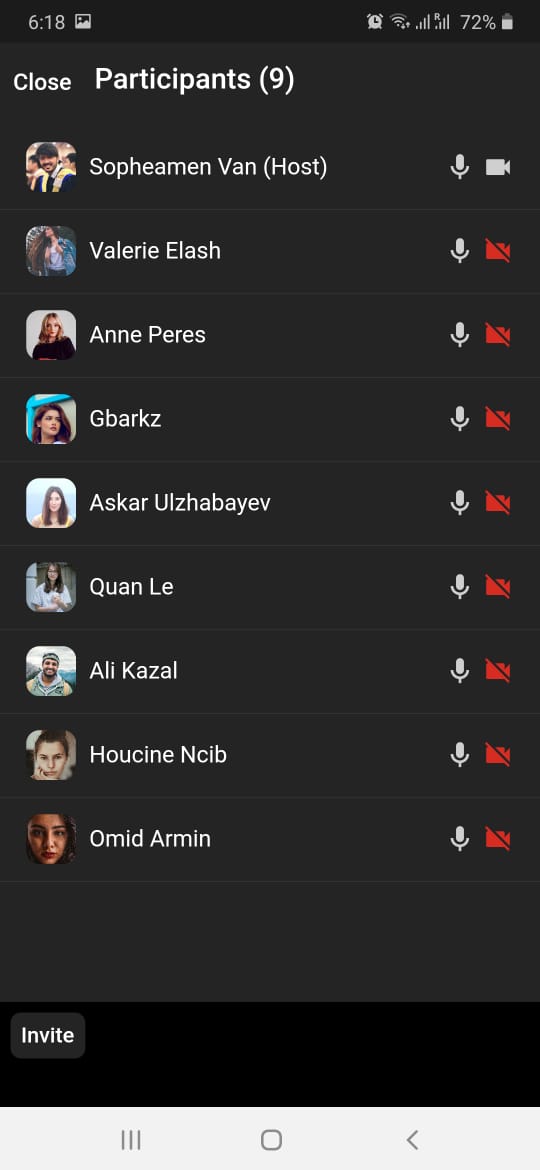 6:18 R 72%
Close Participants (9)
Sopheamen Van (Host)
Valerie Elash
Anne Peres
Gbarkz
Askar Ulzhabayev
Quan Le
Ali Kazal
Houcine Ncib
Omid Armin
Invite